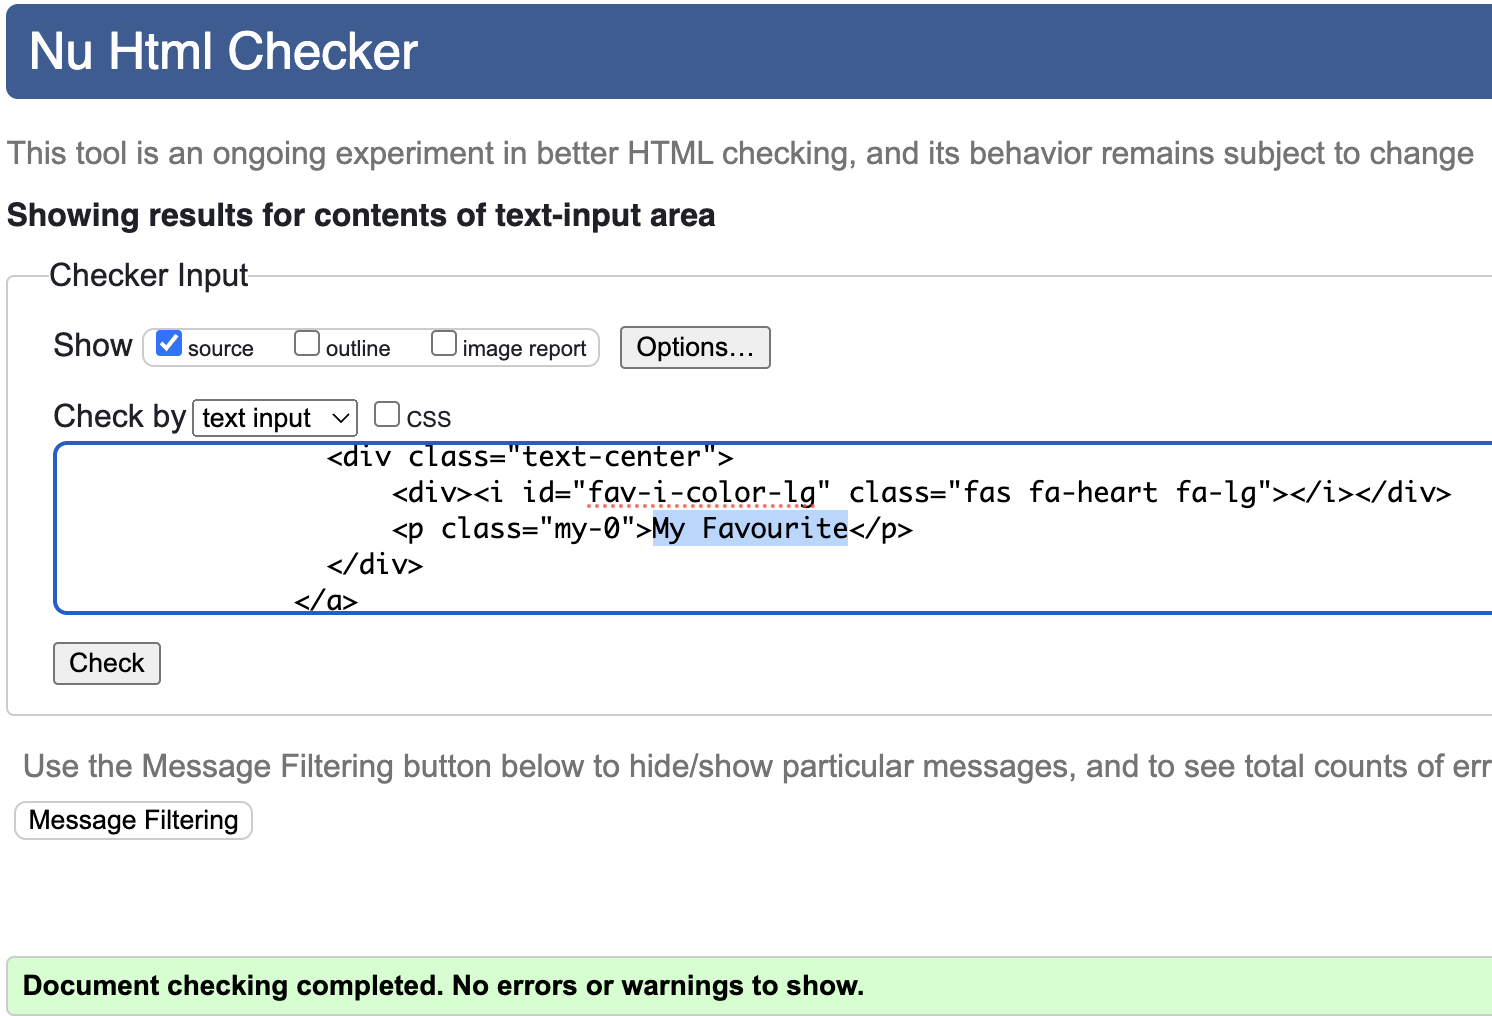 Nu Html Checker
This tool is an ongoing experiment in better HTML checking, and its behavior remains subject to change
Showing results for contents of text-input area
Checker Input
Show source outline image report Options...
Check by text input CSS
<div class="text-center">
<div><i id="fav-i-color-lg" class="fas fa-heart fa-lg"></i></div>
<p class="my-0">My Favourite</p>
</div>
</a>
Check
Use the Message Filtering button below to hide/show particular messages, and to see total counts of err
Message Filtering
Document checking completed. No errors or warnings to show.